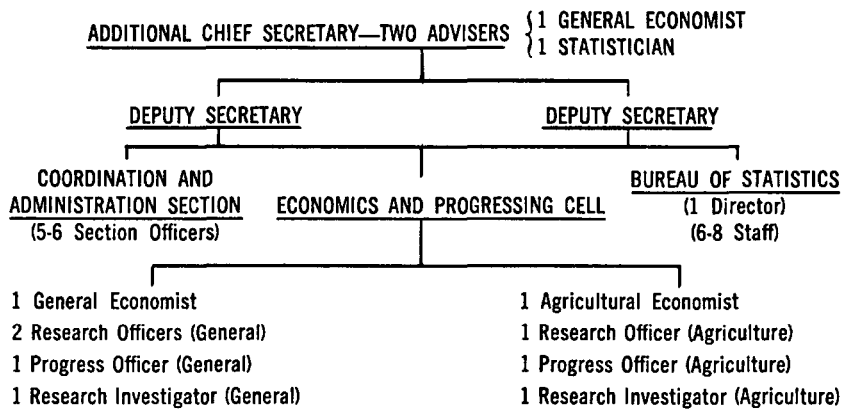 ADDITIONAL CHIEF SECRETARY—TWO ADVISERS
1 GENERAL ECONOMIST
1 STATISTICIAN
DEPUTY SECRETARY
DEPUTY SECRETARY
COORDINATION AND
ADMINISTRATION SECTION
(5-6 Section Officers)
ECONOMICS AND PROGRESSING CELL
BUREAU OF STATISTICS
(1 Director)
(6-8 Staff)
1 General Economist
2 Research Officers (General)
1 Progress Officer (General)
1 Research Investigator (General)
1 Agricultural Economist
1 Research Officer (Agriculture)
1 Progress Officer (Agriculture)
1 Research Investigator (Agriculture)